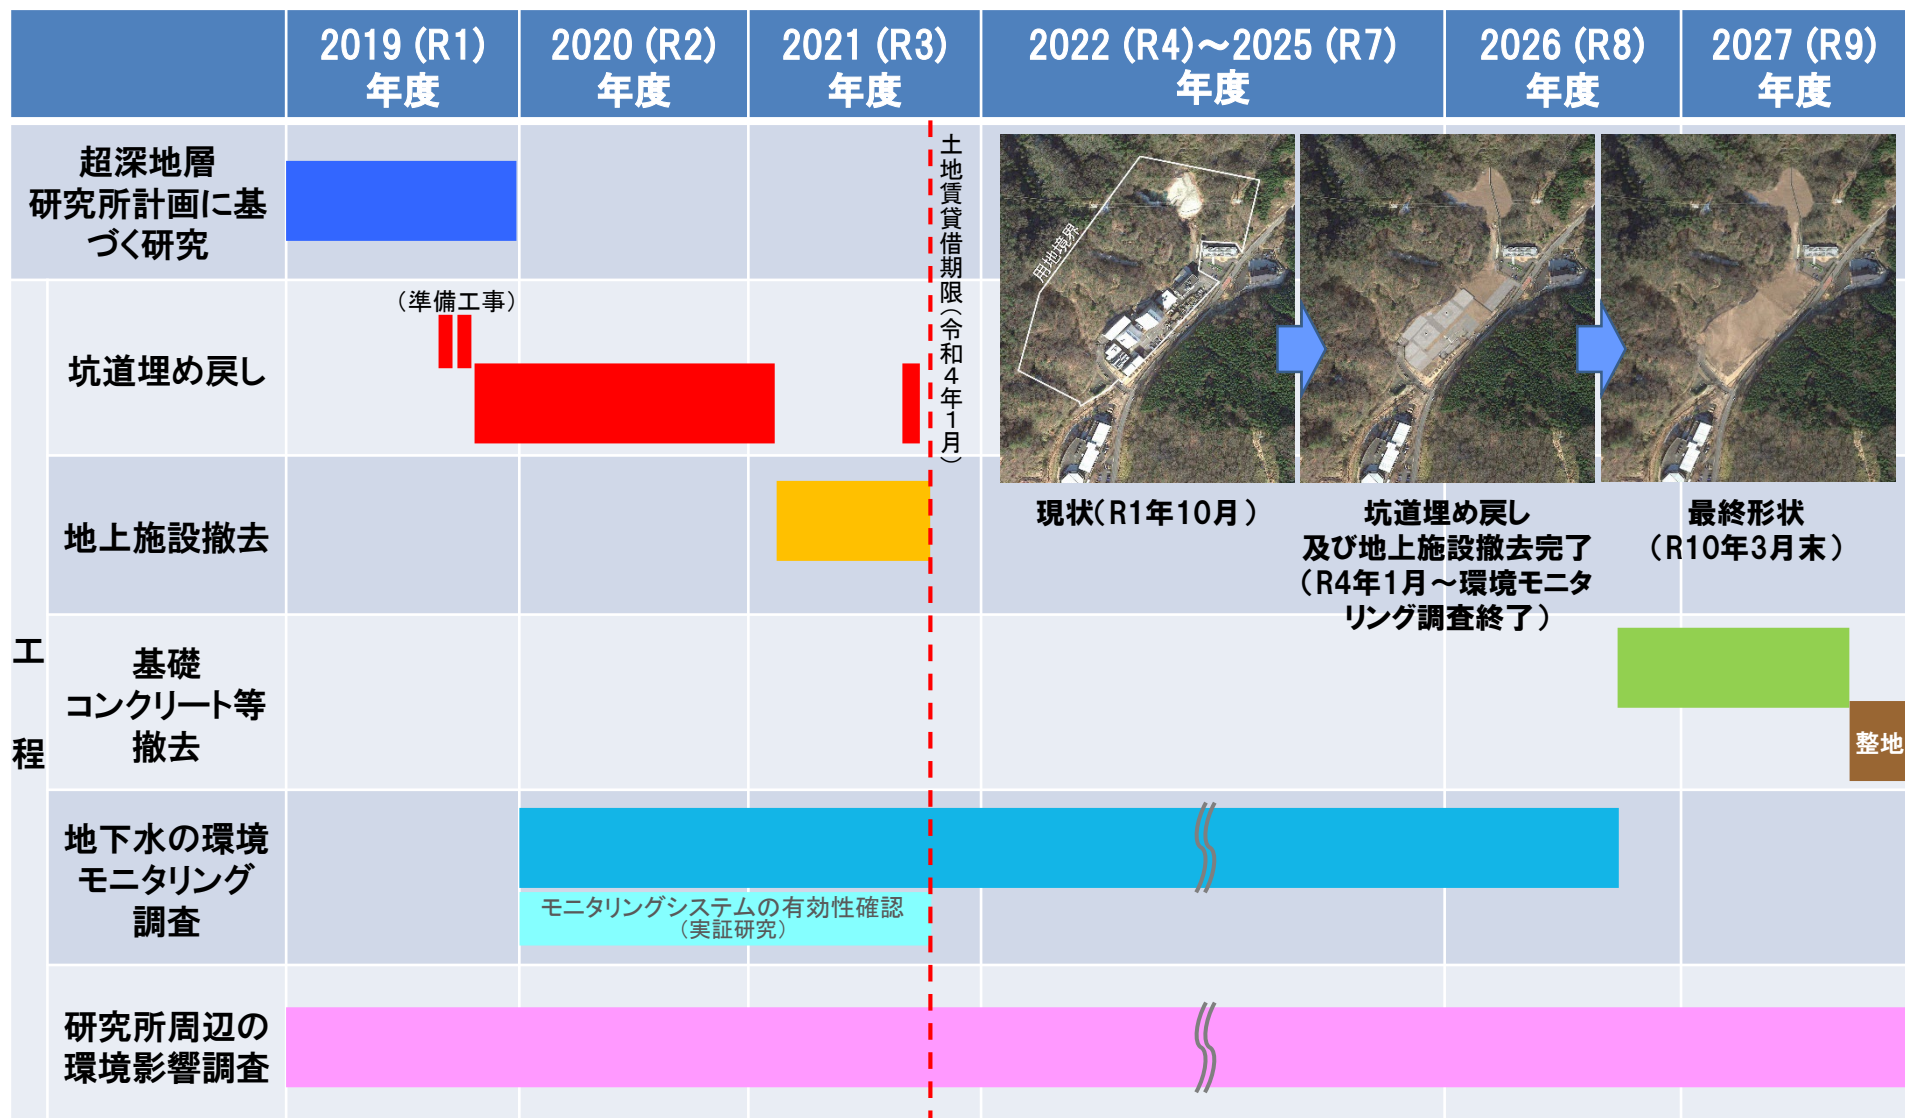 2019 (R1)
年度
2020 (R2)
年度
2021 (R3)
年度
2022 (R4)～2025 (R7)
年度
2026 (R8)
年度
2027 (R9)
年度
超深地層
研究所計画に基
づく研究
工程
坑道埋め戻し
（準備工事）
土地賃貸借期限（令和４年１月）
用地境界
現状（R1年10月）
坑道埋め戻し
及び地上施設撤去完了
（R4年1月～環境モニタ
リング調査終了）
最終形状
（R10年3月末）
地上施設撤去
基礎
コンクリート等
撤去
整地
地下水の環境
モニタリング
調査
モニタリングシステムの有効性確認
（実証研究）
研究所周辺の
環境影響調査